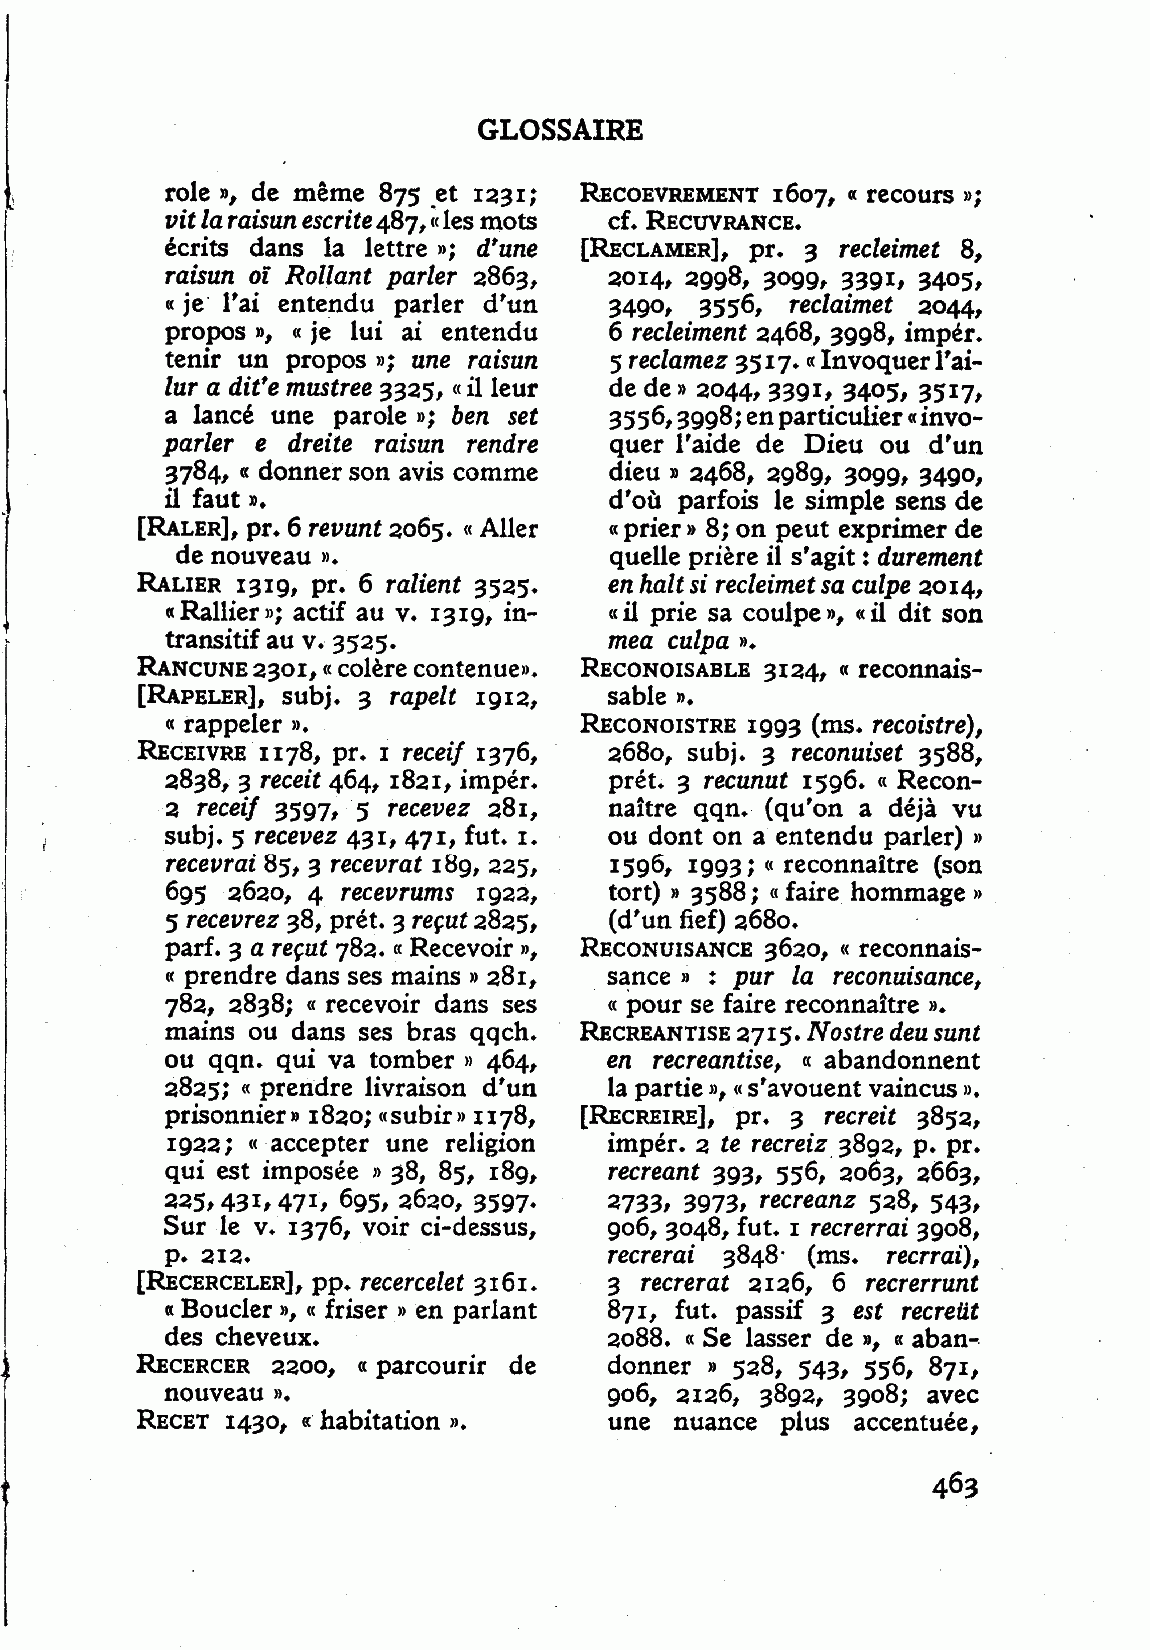 GLOSSAIRE
role », de même 875 et 1231;
vit la raisun escrite 487, « les mots
écrits dans la lettre »; d'une
raisun oï Rollant parler 2863,
« je l'ai entendu parler d'un
propos », « je lui ai entendu
tenir un propos »; une raisun
lur a dit'e mustree 3325, « il leur
a lancé une parole »; ben set
parler e dreite raisun rendre
3784, « donner son avis comme
il faut ».
[RALER], pr. 6 revunt 2065. « Aller
de nouveau ».
RALIER 1319, pr. 6 ralient 3525.
« Rallier »; actif au v. 1319, in-
transitif au v. 3525.
RANCUNE 2301, « colère contenue».
[RAPELER], subj. 3 rapelt 1912,
« rappeler ».
RECEIVRE 1178, pr. 1 receif 1376,
2838, 3 receit 464, 1821, impér.
2 receif 3597, 5 recevez 281,
subj. 5 recevez 431, 471, fut. 1.
recevrai 85, 3 recevrat 189, 225,
695 2620, 4 recevrums 1922,
5 recevrez 38, prét. 3 reçut 2825,
parf. 3 a reçut 782. « Recevoir »,
« prendre dans ses mains » 281,
782, 2838; « recevoir dans ses
mains ou dans ses bras qqch.
ou qqn. qui va tomber » 464,
2825; « prendre livraison d'un
prisonnier » 1820; «subir» 1178,
1922; « accepter une religion
qui est imposée » 38, 85, 189,
225, 431, 471, 695, 2620, 3597.
Sur le v. 1376, voir ci-dessus,
p. 212.
[RECERCELER], pp. recercelet 3161.
« Boucler », « friser » en parlant
des cheveux.
RECERCER 2200, « parcourir de
nouveau ».
RECET 1430, « habitation ».
RECOEVREMENT 1607, « recours »;
cf. RECUVRANCE.
[RECLAMER], pr. 3 recleimet 8,
2014, 2998, 3099, 3391, 3405,
3490, 3556, reclaimet 2044,
6 recleiment 2468, 3998, impér.
5 reclamez 3517. « Invoquer l'ai-
de de » 2044, 3391, 3405, 3517,
3556, 3998; en particulier « invo-
quer l'aide de Dieu ou d'un
dieu » 2468, 2989, 3099, 3490,
d'où parfois le simple sens de
« prier » 8; on peut exprimer de
quelle prière il s'agit : durement
en halt si recleimet sa culpe 2014,
« il prie sa coulpe », « il dit son
mea culpa ».
RECONOISABLE 3124, « reconnais-
sable ».
RECONOISTRE 1993 (ms. recoistre),
2680, subj. 3 reconuiset 3588,
prét. 3 recunut 1596. « Recon-
naître qqn. (qu'on a déjà vu
ou dont on a entendu parler) »
1596, 1993; « reconnaître (son
tort) » 3588; « faire hommage »
(d'un fief) 2680.
RECONUISANCE 3620, « reconnais-
sance » : pur la reconuisance,
« pour se faire reconnaître ».
RECREANTISE 2715. Nostre deu sunt
en recreantise, « abandonnent
la partie », « s'avouent vaincus ».
[RECREIRE], pr. 3 recreit 3852,
impér. 2 te recreiz 3892, p. pr.
recreant 393, 556, 2063, 2663,
2733, 3973, recreanz 528, 543,
906, 3048, fut. 1 recrerrai 3908,
recrerai 3848 (ms. recrrai),
3 recrerat 2126, 6 recrerrunt
871, fut. passif 3 est recreüt
2088. « Se lasser de », « aban-
donner » 528, 543, 556, 871,
906, 2126, 3892, 3908; avec
une nuance plus accentuée,
463